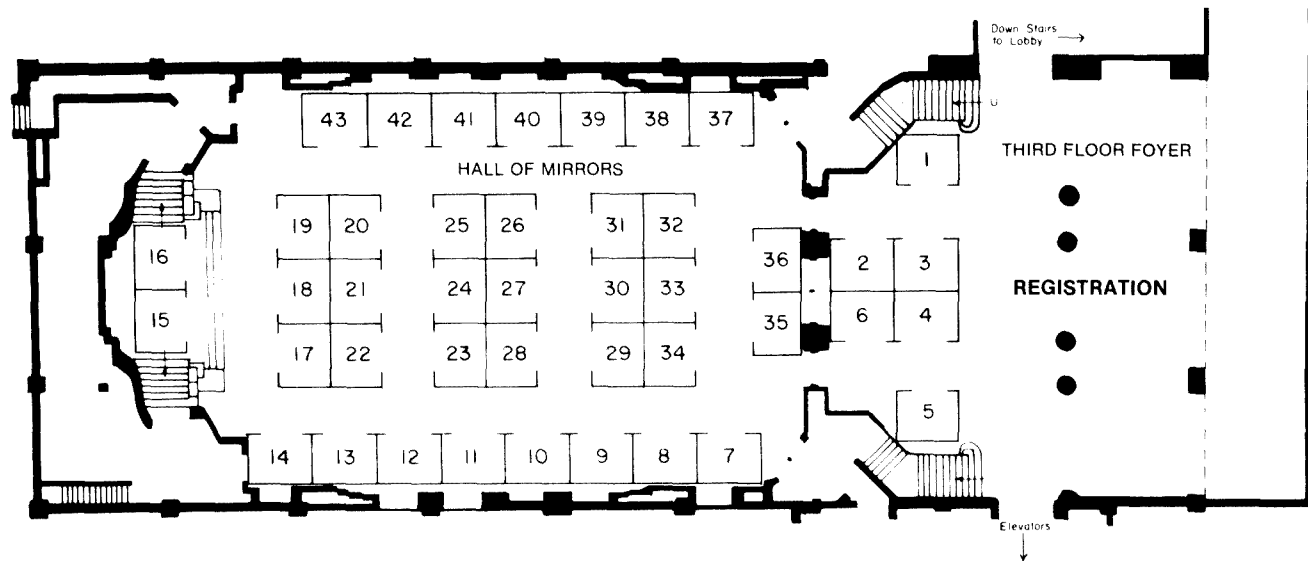 Down Stairs
to Lobby
43 42 41 40 39 38 37
U
1
THIRD FLOOR FOYER
HALL OF MIRRORS
19 20 25 26 31 32
16 36 2 3
18 21 24 27 30 33
REGISTRATION
15 35 6 4
17 22 23 28 29 34
5
14 13 12 11 10 9 8 7
Elevators